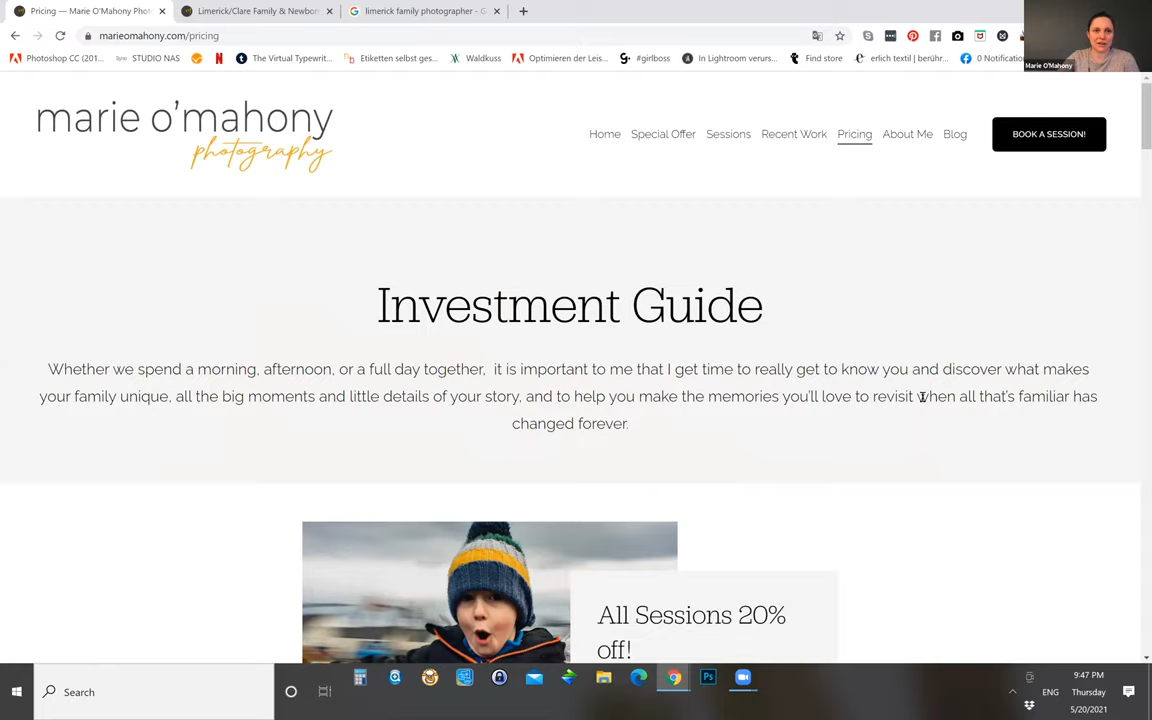 Pricing — Marie O'Mahony Phot
Limerick/Clare Family & Newborn
limerick family photographer - G
marieomahony.com/pricing
Photoshop CC (201...
STUDIO NAS
The Virtual Typewrit...
Etiketten selbst ges...
Waldkuss
Optimieren der Leis...
#girlboss
In Lightroom verurs...
Find store
erlich textil | berühr...
0 Notification
Marie O'Mahony
marie o'mahony
photography
Home
Special Offer
Sessions
Recent Work
Pricing
About Me
Blog
BOOK A SESSION!
Investment Guide
Whether we spend a morning, afternoon, or a full day together, it is important to me that I get time to really get to know you and discover what makes
your family unique, all the big moments and little details of your story, and to help you make the memories you'll love to revisit when all that's familiar has
changed forever.
All Sessions 20%
off!
Search
9:47 PM
ENG
Thursday
5/20/2021